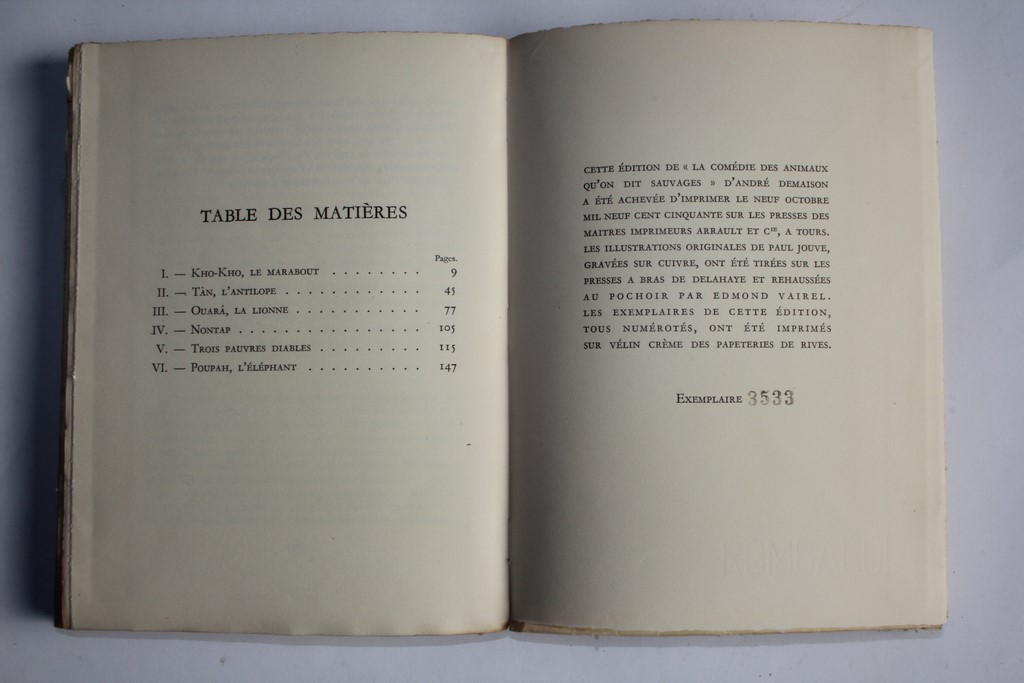 TABLE DES MATIÈRES
Pages.
I. — KHO-KHO, LE MARABOUT . . . . . . . . 9
II. — TÂN, L'ANTILOPE . . . . . . . . . . . . 45
III. — OUARÂ, LA LIONNE . . . . . . . . . . . 77
IV. — NONTAP . . . . . . . . . . . . . . . . 105
V. — TROIS PAUVRES DIABLES . . . . . . . . . 115
VI. — POUPAH, L'ÉLÉPHANT . . . . . . . . . . 147
CETTE ÉDITION DE « LA COMÉDIE DES ANIMAUX
QU'ON DIT SAUVAGES » D'ANDRÉ DEMAISON
A ÉTÉ ACHEVÉE D'IMPRIMER LE NEUF OCTOBRE
MIL NEUF CENT CINQUANTE SUR LES PRESSES DES
MAITRES IMPRIMEURS ARRAULT ET Cie, A TOURS.
LES ILLUSTRATIONS ORIGINALES DE PAUL JOUVE,
GRAVÉES SUR CUIVRE, ONT ÉTÉ TIRÉES SUR LES
PRESSES A BRAS DE DELAHAYE ET REHAUSSÉES
AU POCHOIR PAR EDMOND VAIREL.
LES EXEMPLAIRES DE CETTE ÉDITION,
TOUS NUMÉROTÉS, ONT ÉTÉ IMPRIMÉS
SUR VÉLIN CRÈME DES PAPETERIES DE RIVES.
EXEMPLAIRE 3533